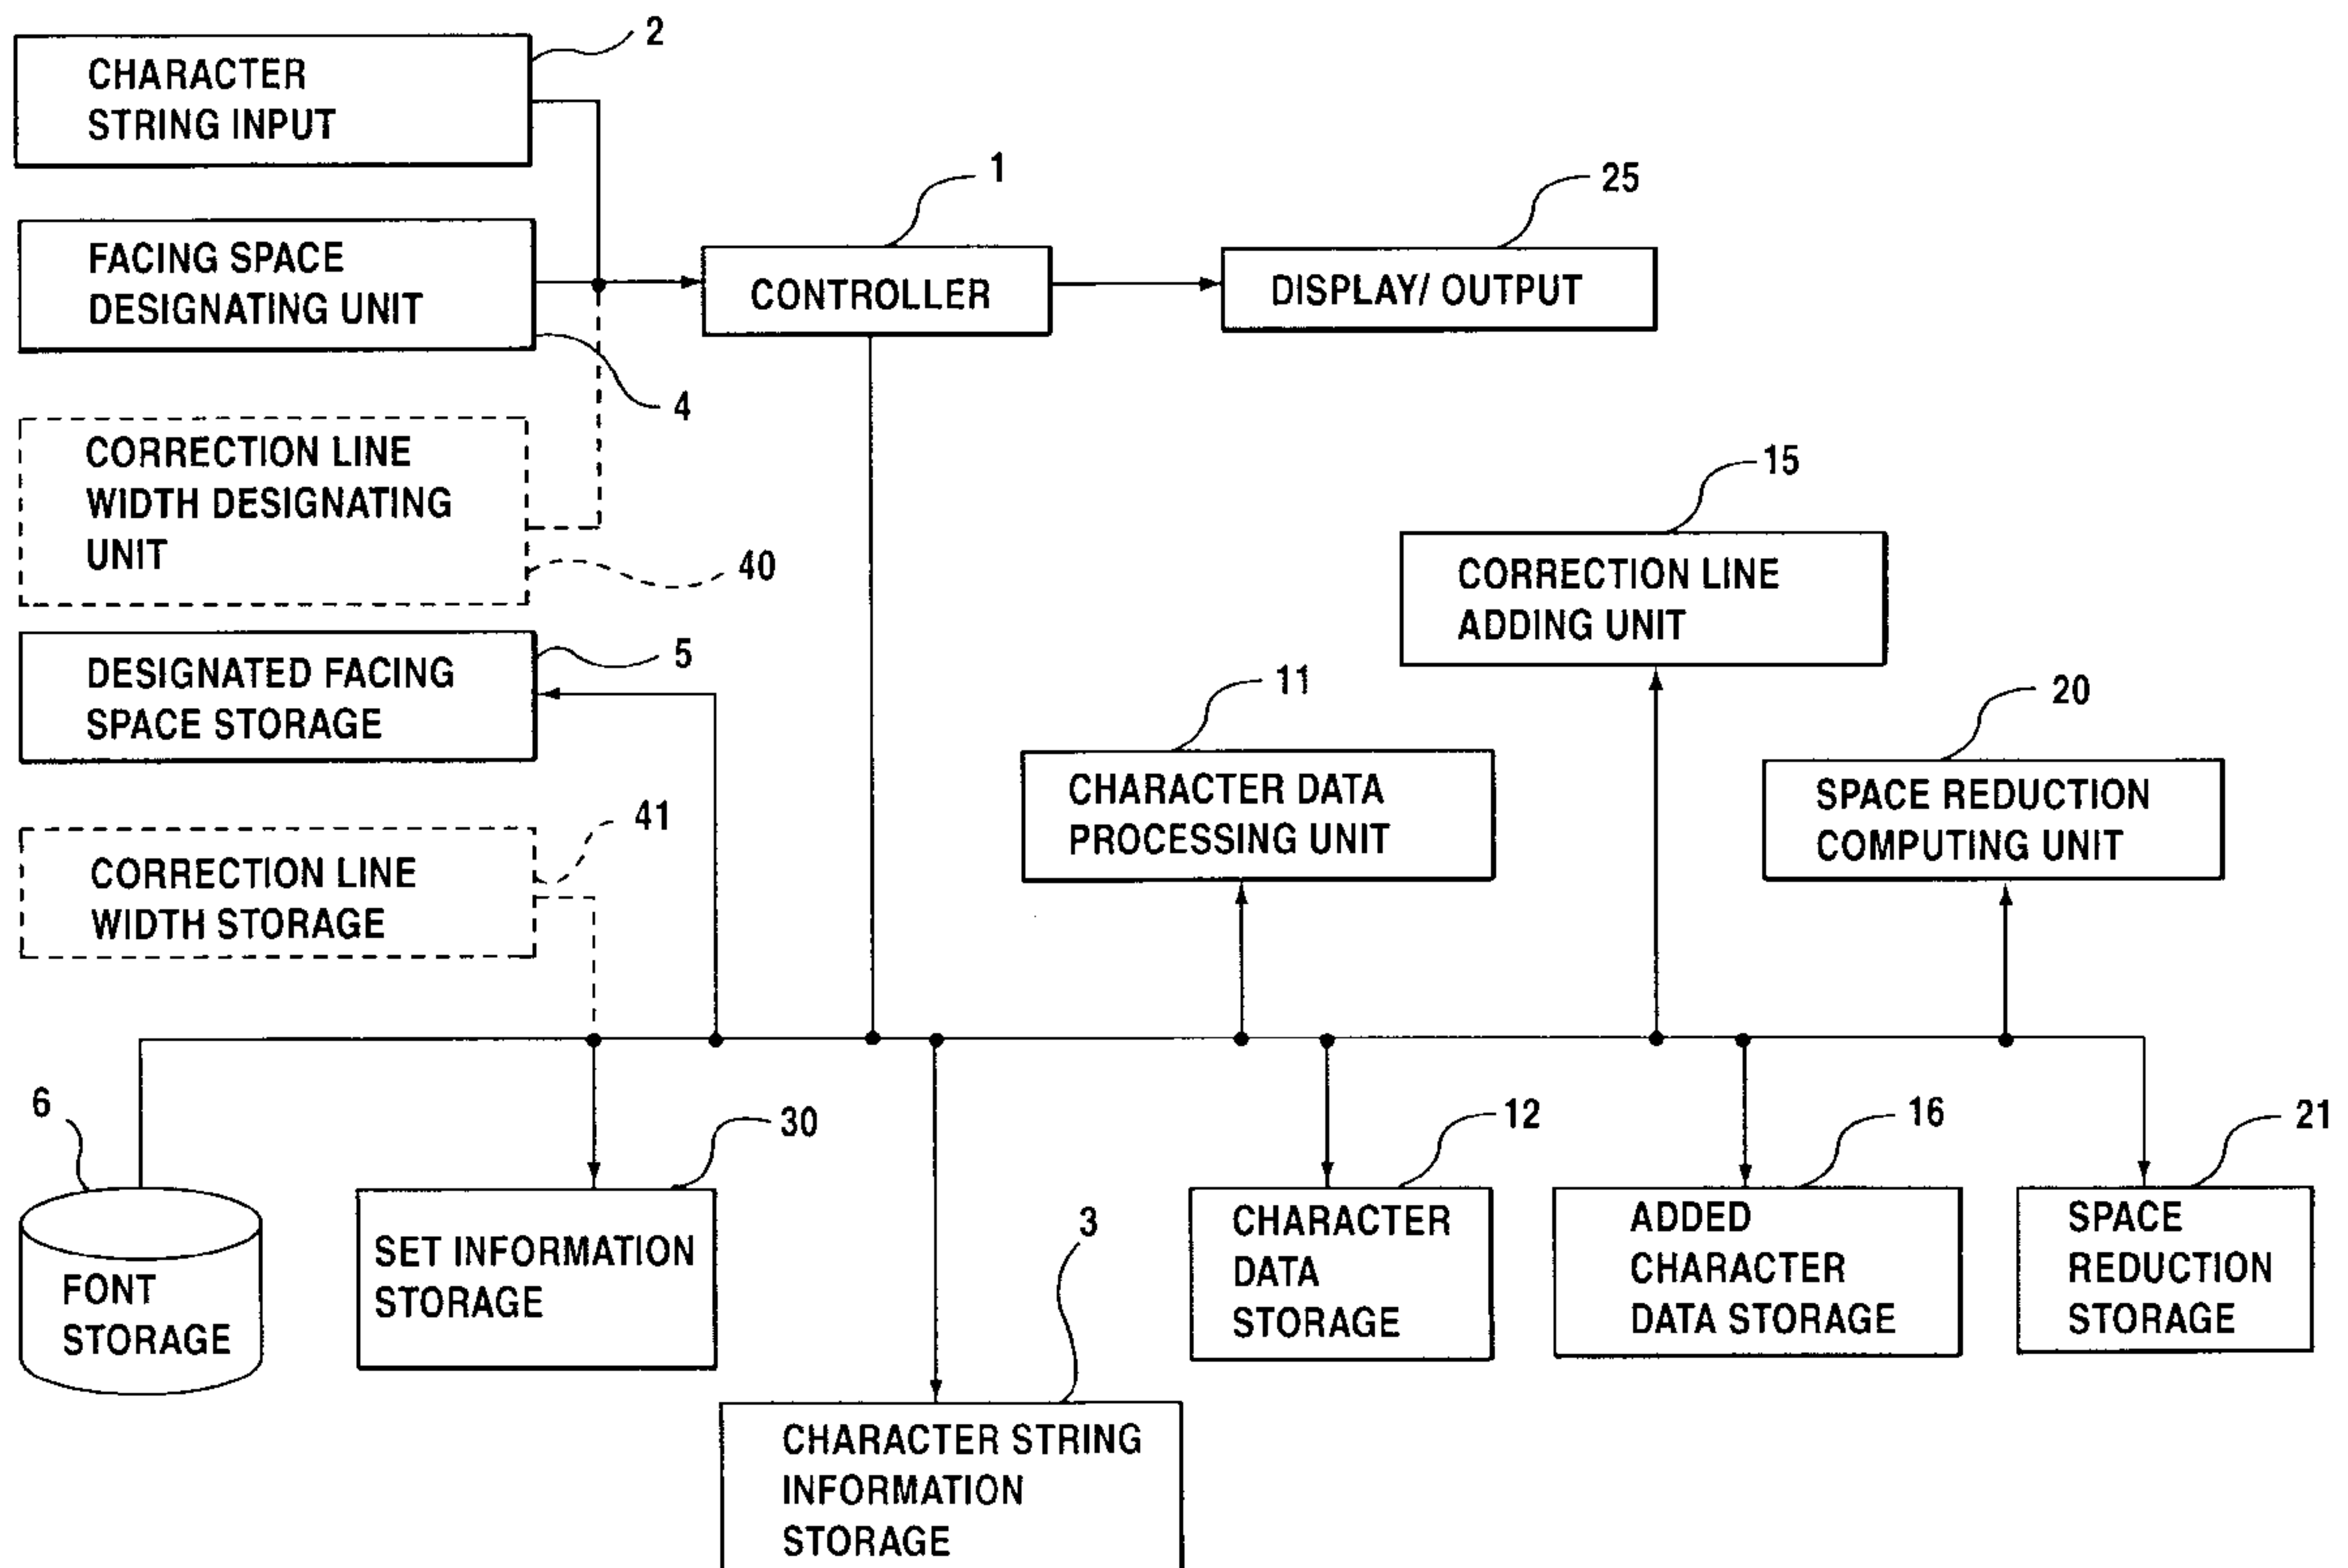 2
CHARACTER
STRING INPUT
1
25
FACING SPACE
DESIGNATING UNIT
CONTROLLER
DISPLAY/ OUTPUT
4
CORRECTION LINE
WIDTH DESIGNATING
UNIT
40
15
CORRECTION LINE
ADDING UNIT
5
DESIGNATED FACING
SPACE STORAGE
11
20
CHARACTER DATA
PROCESSING UNIT
SPACE REDUCTION
COMPUTING UNIT
41
CORRECTION LINE
WIDTH STORAGE
6
30
12
16
21
FONT
STORAGE
SET INFORMATION
STORAGE
3
CHARACTER
DATA
STORAGE
ADDED
CHARACTER
DATA STORAGE
SPACE
REDUCTION
STORAGE
CHARACTER STRING
INFORMATION
STORAGE